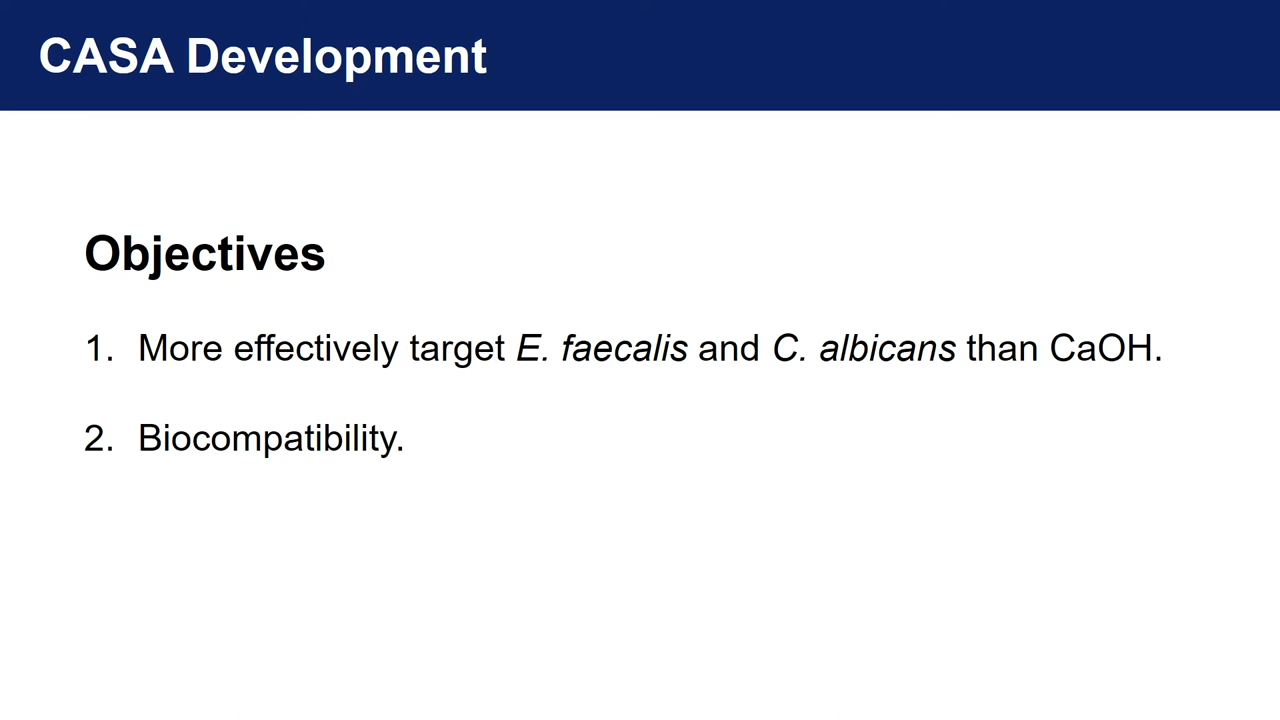 CASA Development
Objectives
1. More effectively target E. faecalis and C. albicans than CaOH.
2. Biocompatibility.